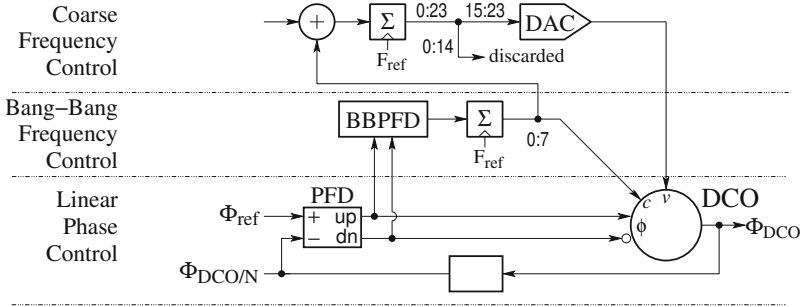 Coarse
Frequency
Control
+
Σ
F_ref
0:23
15:23
0:14
discarded
DAC
Bang–Bang
Frequency
Control
BBPFD
Σ
F_ref
0:7
Linear
Phase
Control
Φ_ref
PFD
+ up
− dn
c v
ϕ
DCO
Φ_DCO
Φ_DCO/N